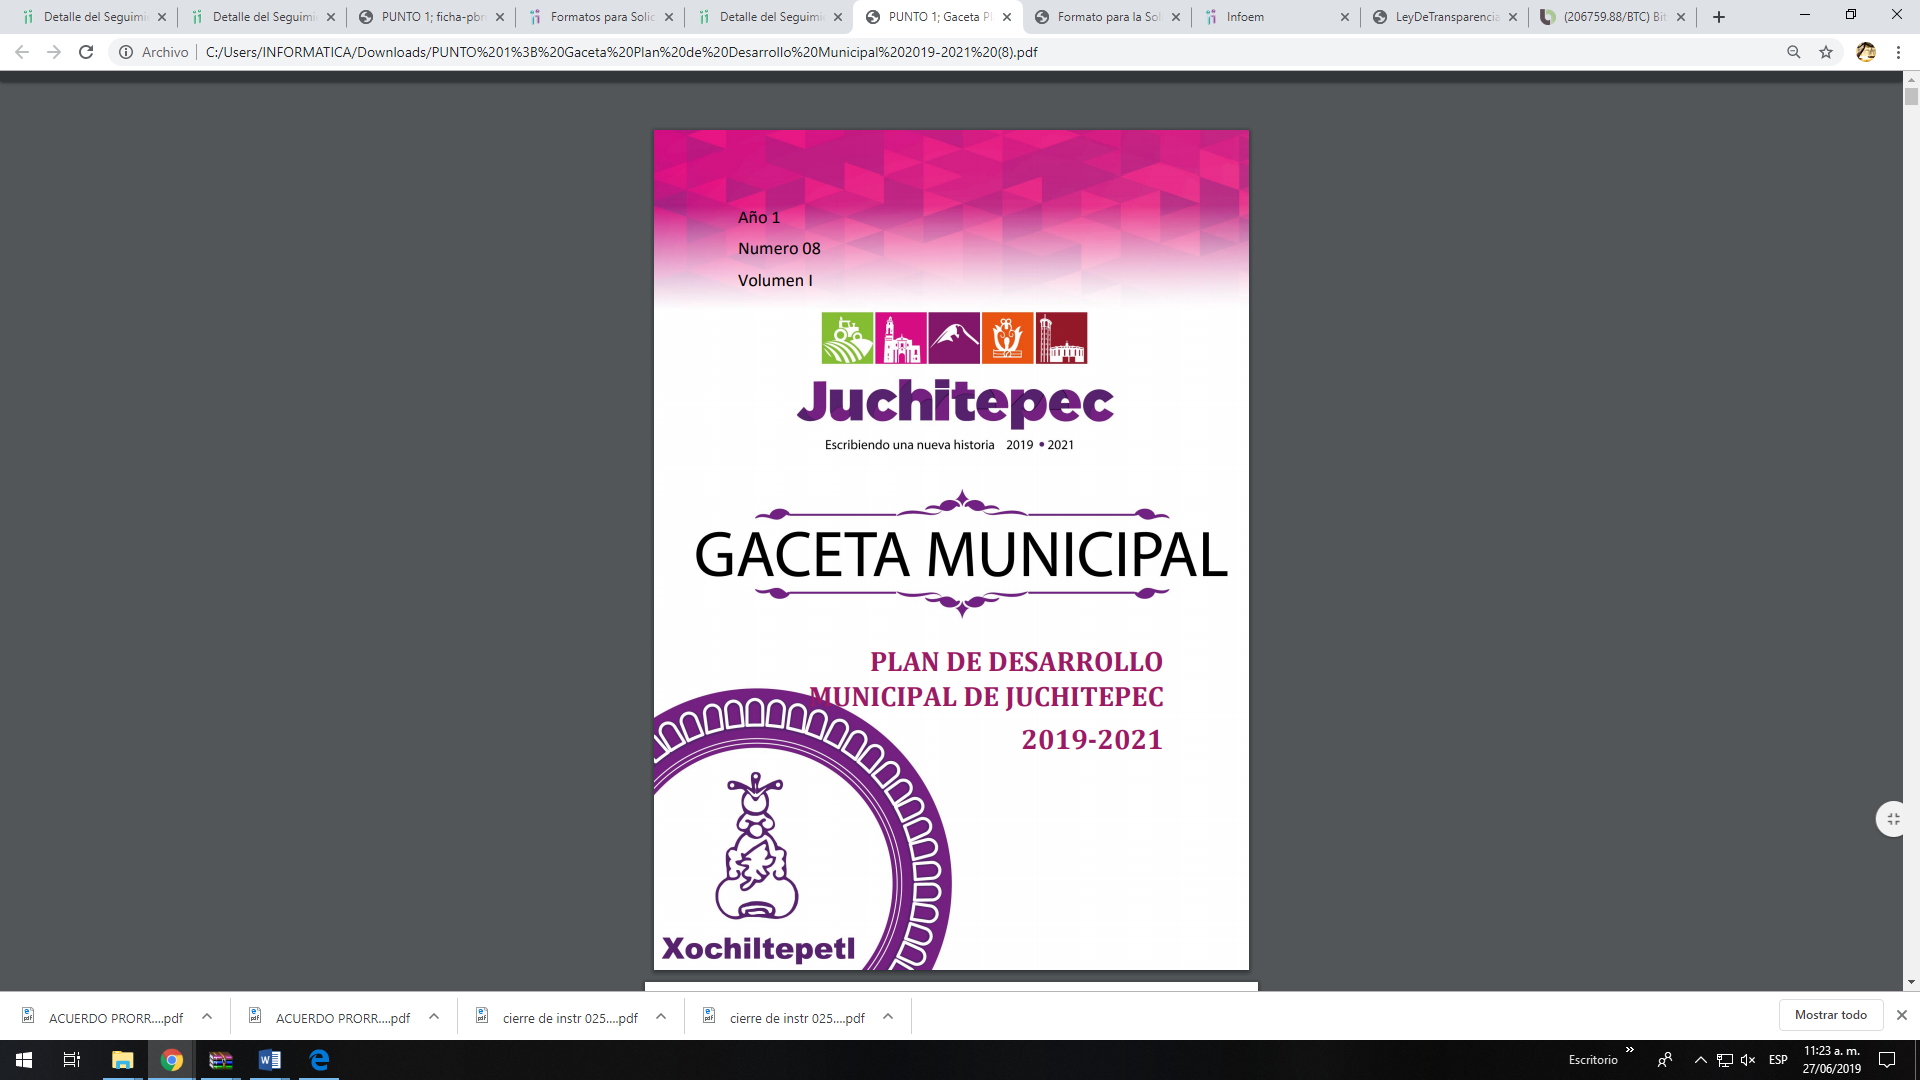 Detalle del Seguimi
Detalle del Seguimi
PUNTO 1; ficha-pbr
Formatos para Solic
Detalle del Seguimi
PUNTO 1; Gaceta P
Formato para la Sol
Infoem
LeyDeTransparencia
(206759.88/BTC) Bit
Archivo
C:/Users/INFORMATICA/Downloads/PUNTO%201%3B%20Gaceta%20Plan%20de%20Desarrollo%20Municipal%202019-2021%20(8).pdf
Año 1
Numero 08
Volumen I
Juchitepec
Escribiendo una nueva historia 2019 • 2021
GACETA MUNICIPAL
PLAN DE DESARROLLO
MUNICIPAL DE JUCHITEPEC
2019-2021
Xochiltepetl
ACUERDO PRORR....pdf
ACUERDO PRORR....pdf
cierre de instr 025....pdf
cierre de instr 025....pdf
Mostrar todo
Escritorio
ESP
11:23 a. m.
27/06/2019